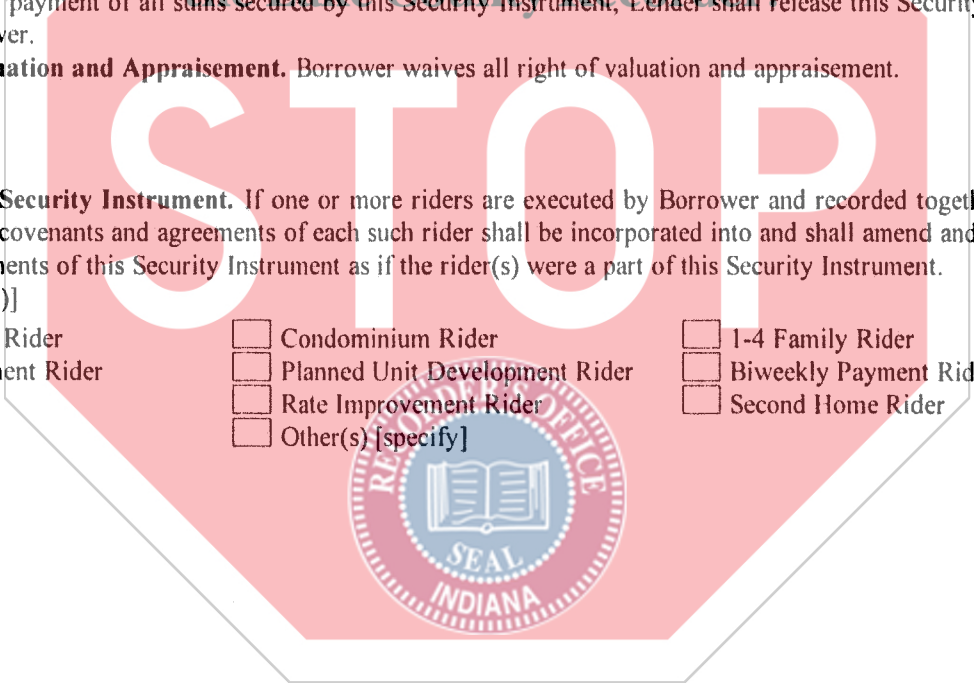 payment of all sums secured by this Security Instrument, Lender shall release this Security
ver.
ation and Appraisement. Borrower waives all right of valuation and appraisement.
STOP
Security Instrument. If one or more riders are executed by Borrower and recorded togeth
covenants and agreements of each such rider shall be incorporated into and shall amend and
ents of this Security Instrument as if the rider(s) were a part of this Security Instrument.
)]
Rider Condominium Rider 1-4 Family Rider
ent Rider Planned Unit Development Rider Biweekly Payment Rid
Rate Improvement Rider Second Home Rider
Other(s) [specify]
RECORDER'S OFFICE
SEAL
INDIANA